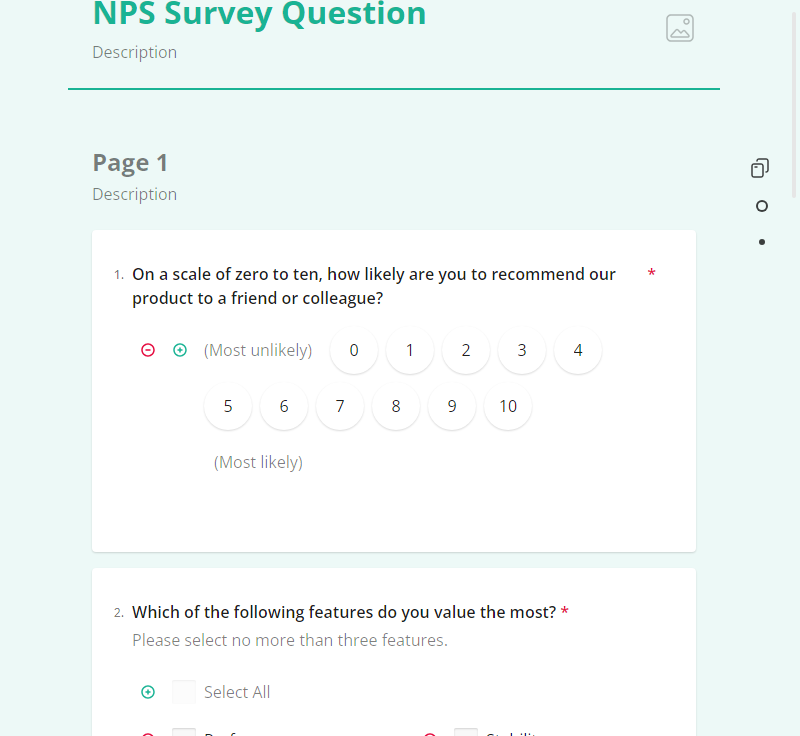 NPS Survey Question
Description
Page 1
Description
1. On a scale of zero to ten, how likely are you to recommend our *
product to a friend or colleague?
(Most unlikely) 0 1 2 3 4
5 6 7 8 9 10
(Most likely)
2. Which of the following features do you value the most? *
Please select no more than three features.
Select All